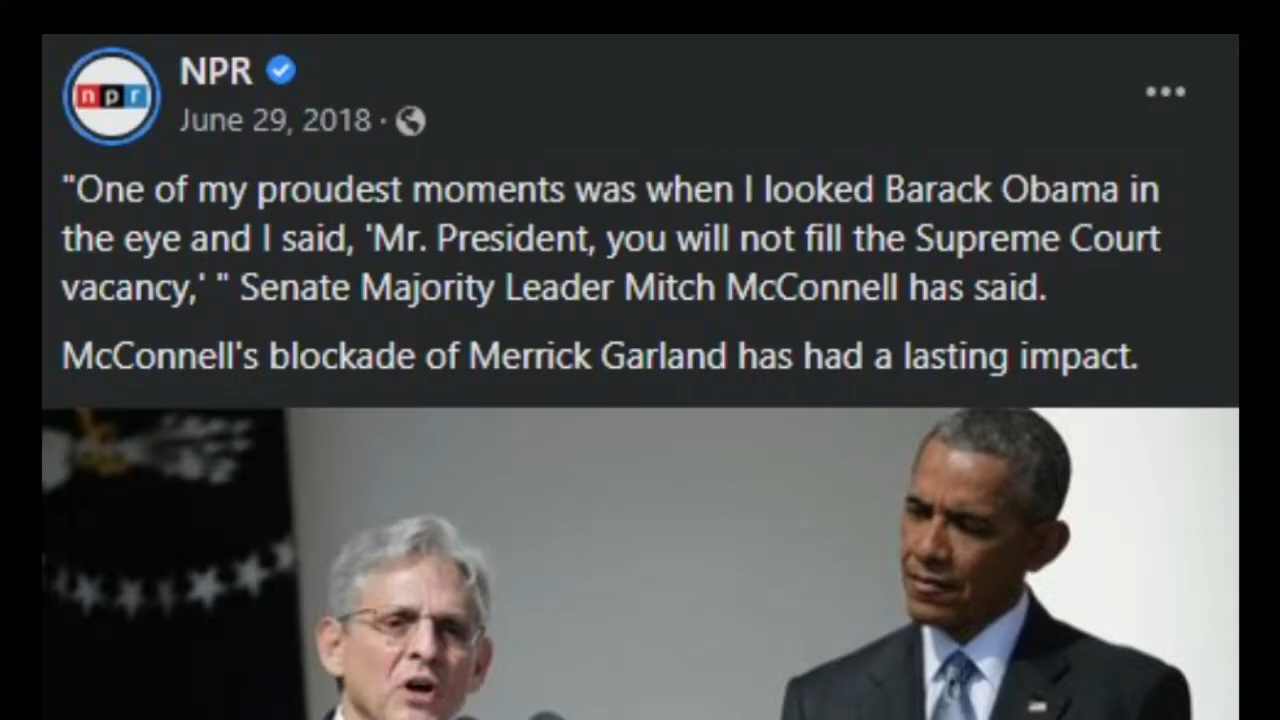 npr
NPR
June 29, 2018 ·
"One of my proudest moments was when I looked Barack Obama in
the eye and I said, 'Mr. President, you will not fill the Supreme Court
vacancy,' " Senate Majority Leader Mitch McConnell has said.
McConnell's blockade of Merrick Garland has had a lasting impact.